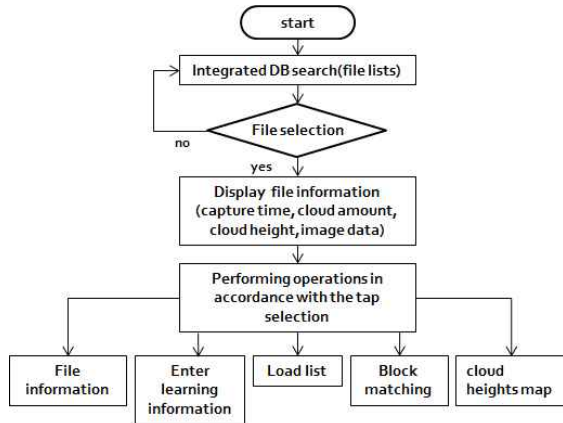 start
Integrated DB search(file lists)
File selection
no
yes
Display file information
(capture time, cloud amount,
cloud height, image data)
Performing operations in
accordance with the tap
selection
File
information
Enter
learning
information
Load list
Block
matching
cloud
heights map